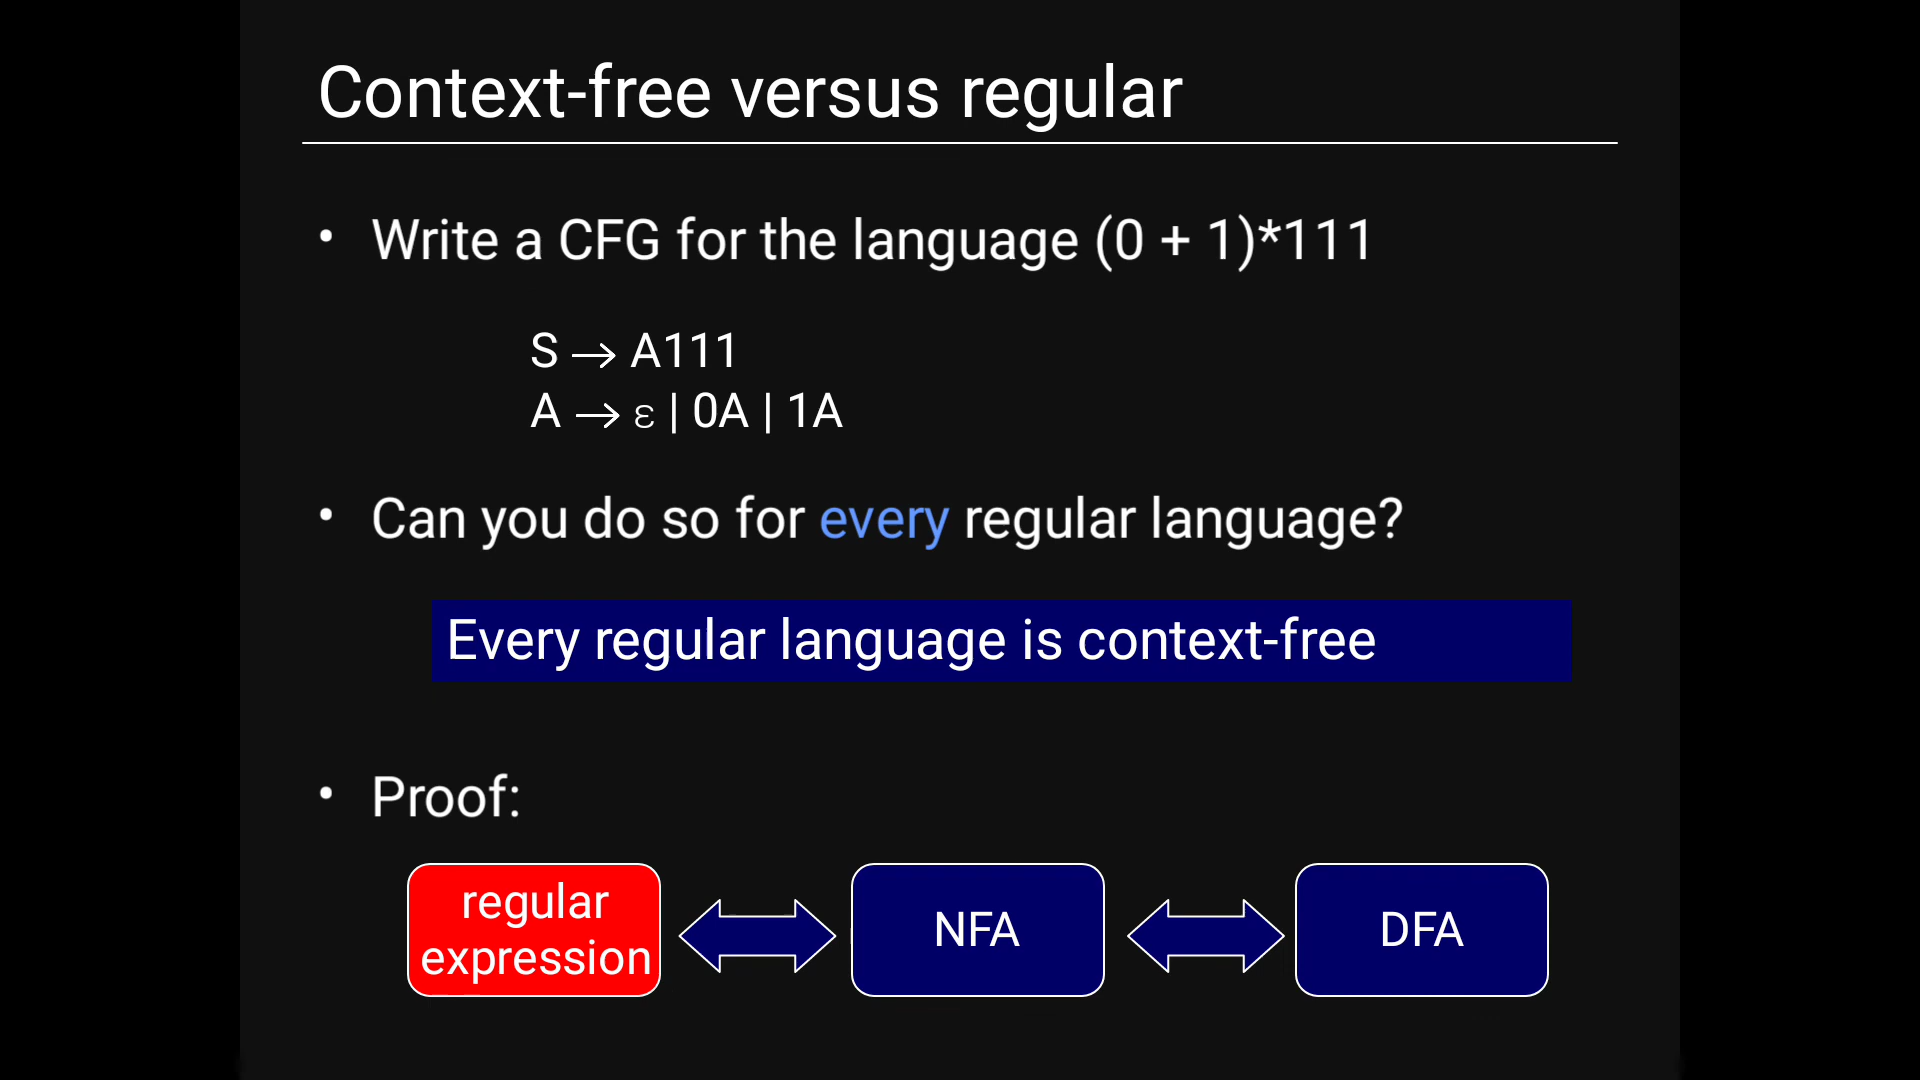 Context-free versus regular
• Write a CFG for the language (0 + 1)*111
S → A111
A → ε | 0A | 1A
• Can you do so for every regular language?
Every regular language is context-free
• Proof:
regular
expression
NFA
DFA